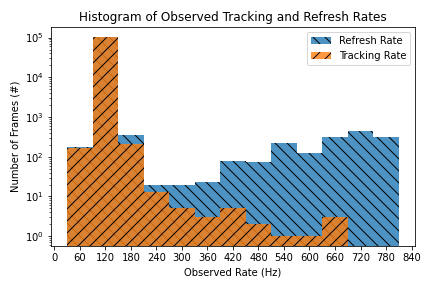 Histogram of Observed Tracking and Refresh Rates
Refresh Rate
Tracking Rate
Number of Frames (#)
10^5
10^4
10^3
10^2
10^1
10^0
0 60 120 180 240 300 360 420 480 540 600 660 720 780 840
Observed Rate (Hz)